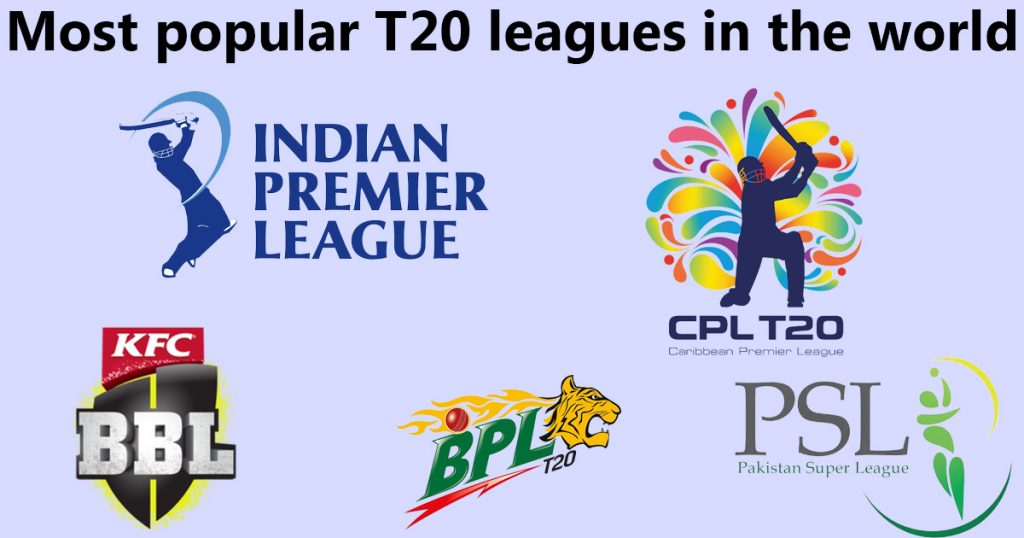 Most popular T20 leagues in the world
INDIAN
PREMIER
LEAGUE
CPL T20
Caribbean Premier League
KFC
BBL
BPL
T20
PSL
Pakistan Super League